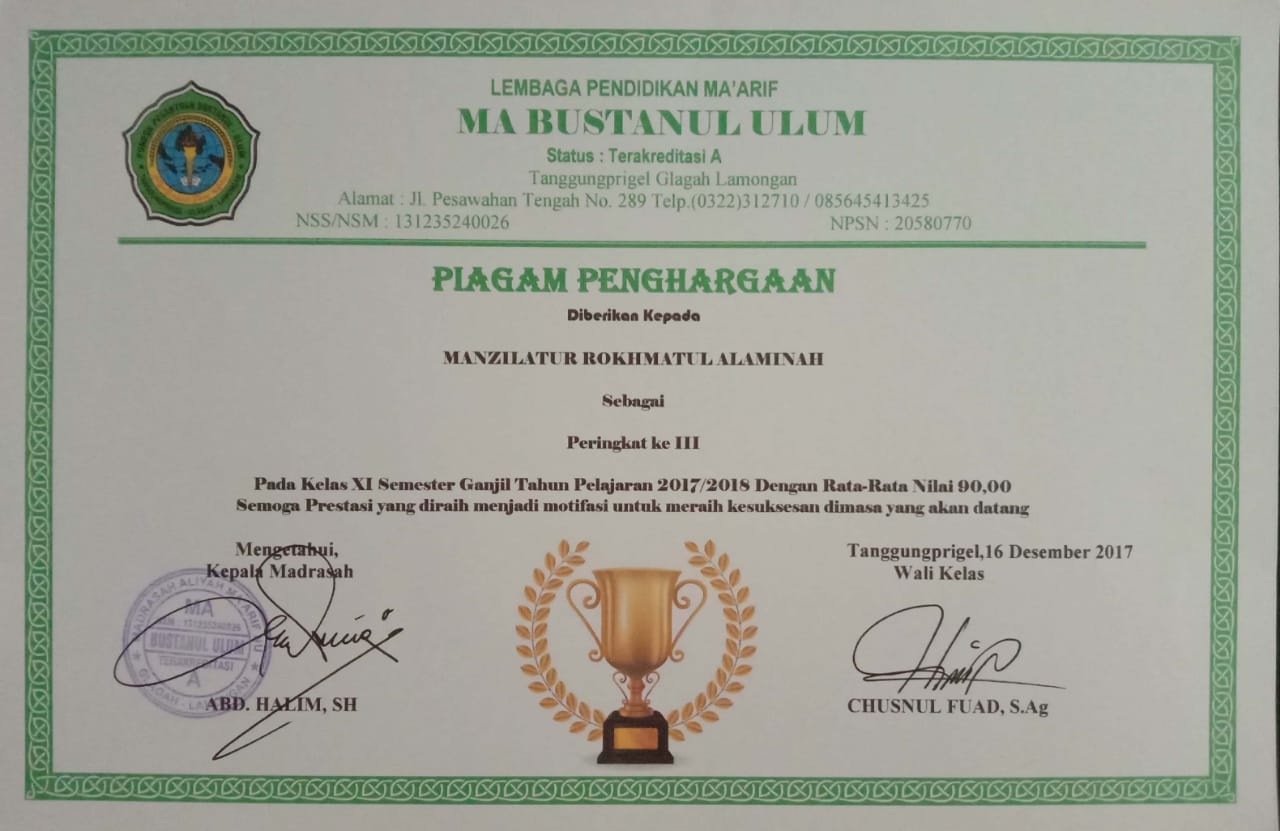 LEMBAGA PENDIDIKAN MA'ARIF
MA BUSTANUL ULUM
Status : Terakreditasi A
Tanggungprigel Glagah Lamongan
Alamat : Jl. Pesawahan Tengah No. 289 Telp.(0322)312710 / 085645413425
NSS/NSM : 131235240026 NPSN : 20580770
PIAGAM PENGHARGAAN
Diberikan Kepada
MANZILATUR ROKHMATUL ALAMINAH
Sebagai
Peringkat ke III
Pada Kelas XI Semester Ganjil Tahun Pelajaran 2017/2018 Dengan Rata-Rata Nilai 90,00
Semoga Prestasi yang diraih menjadi motifasi untuk meraih kesuksesan dimasa yang akan datang
Mengetahui,
Kepala Madrasah
MADRASAH ALIYAH MA'ARIF NU
MA
NSM : 131235240026
BUSTANUL ULUM
TERAKREDITASI
A
GLAGAH - LAMONGAN
ABD. HALIM, SH
Tanggungprigel,16 Desember 2017
Wali Kelas
CHUSNUL FUAD, S.Ag